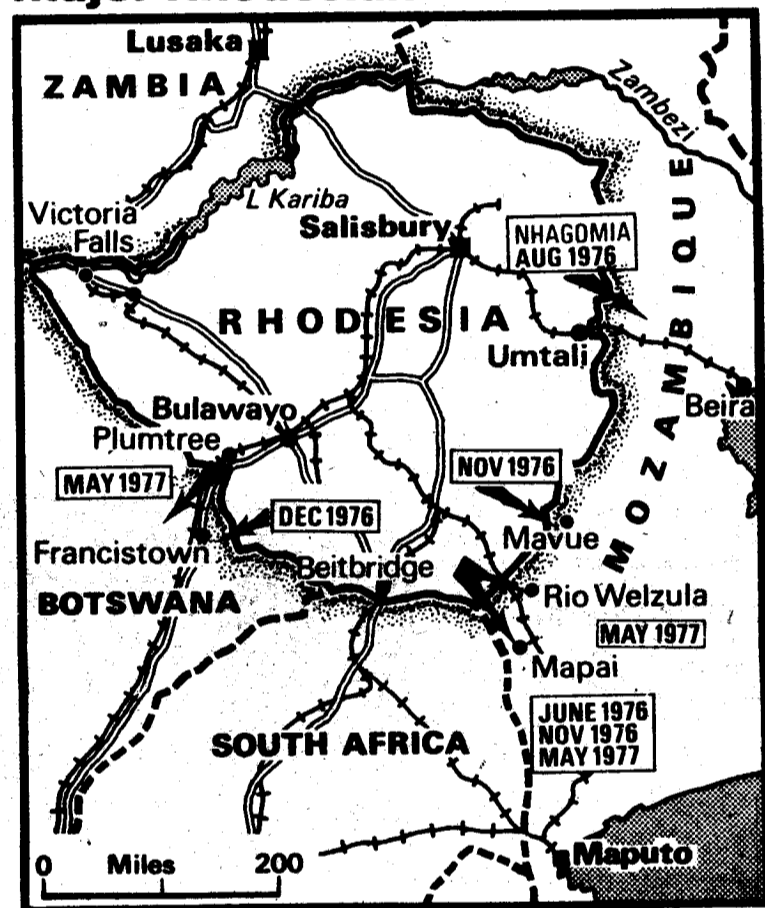 Lusaka
ZAMBIA
Zambezi
L Kariba
Victoria
Falls
Salisbury
NHAGOMIA
AUG 1976
RHODESIA
MOZAMBIQUE
Umtali
Beira
Bulawayo
Plumtree
MAY 1977
NOV 1976
DEC 1976
Mavue
Francistown
Beitbridge
BOTSWANA
Rio Welzula
MAY 1977
Mapai
JUNE 1976
NOV 1976
MAY 1977
SOUTH AFRICA
Maputo
0 Miles 200